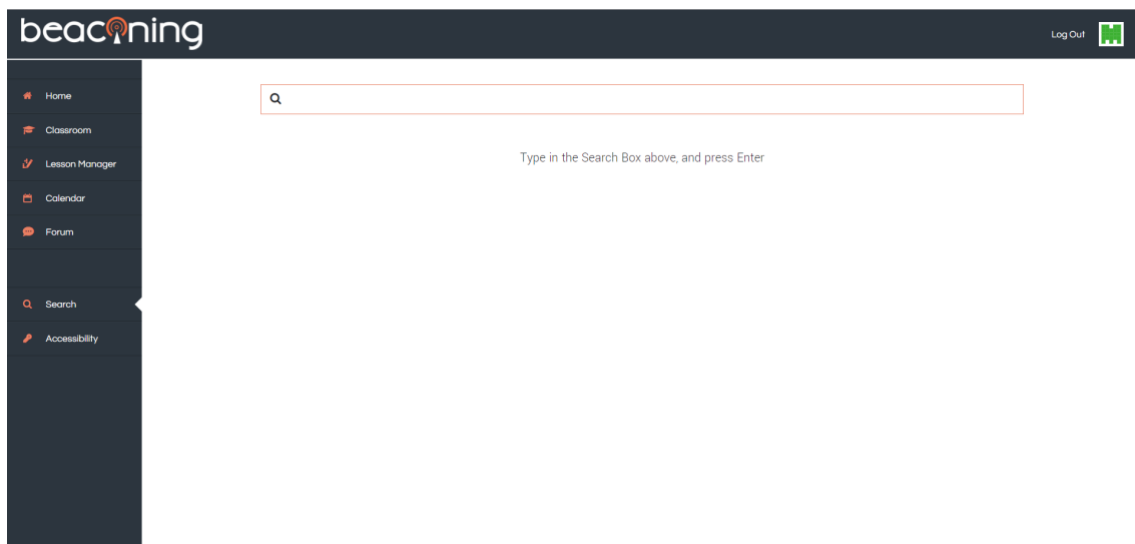 beaconing
Log Out
Home
Classroom
Lesson Manager
Calendar
Forum
Search
Accessibility
Type in the Search Box above, and press Enter